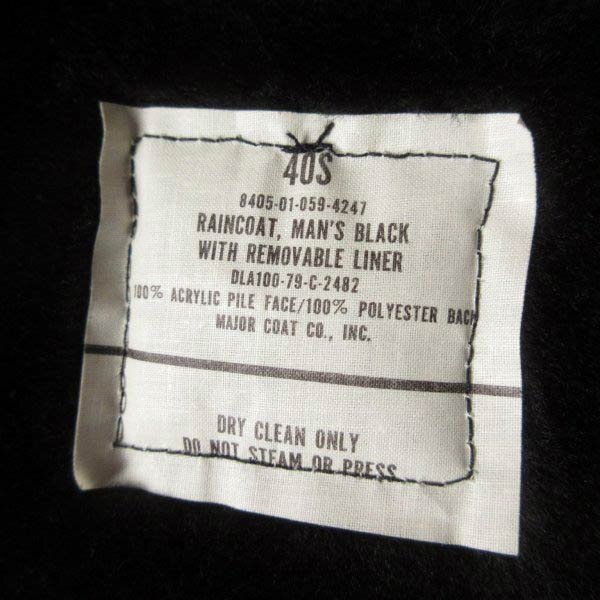 40S
8405-01-059-4247
RAINCOAT, MAN'S BLACK
WITH REMOVABLE LINER
DLA100-79-C-2482
100% ACRYLIC PILE FACE/100% POLYESTER BACK
MAJOR COAT CO., INC.
DRY CLEAN ONLY
DO NOT STEAM OR PRESS